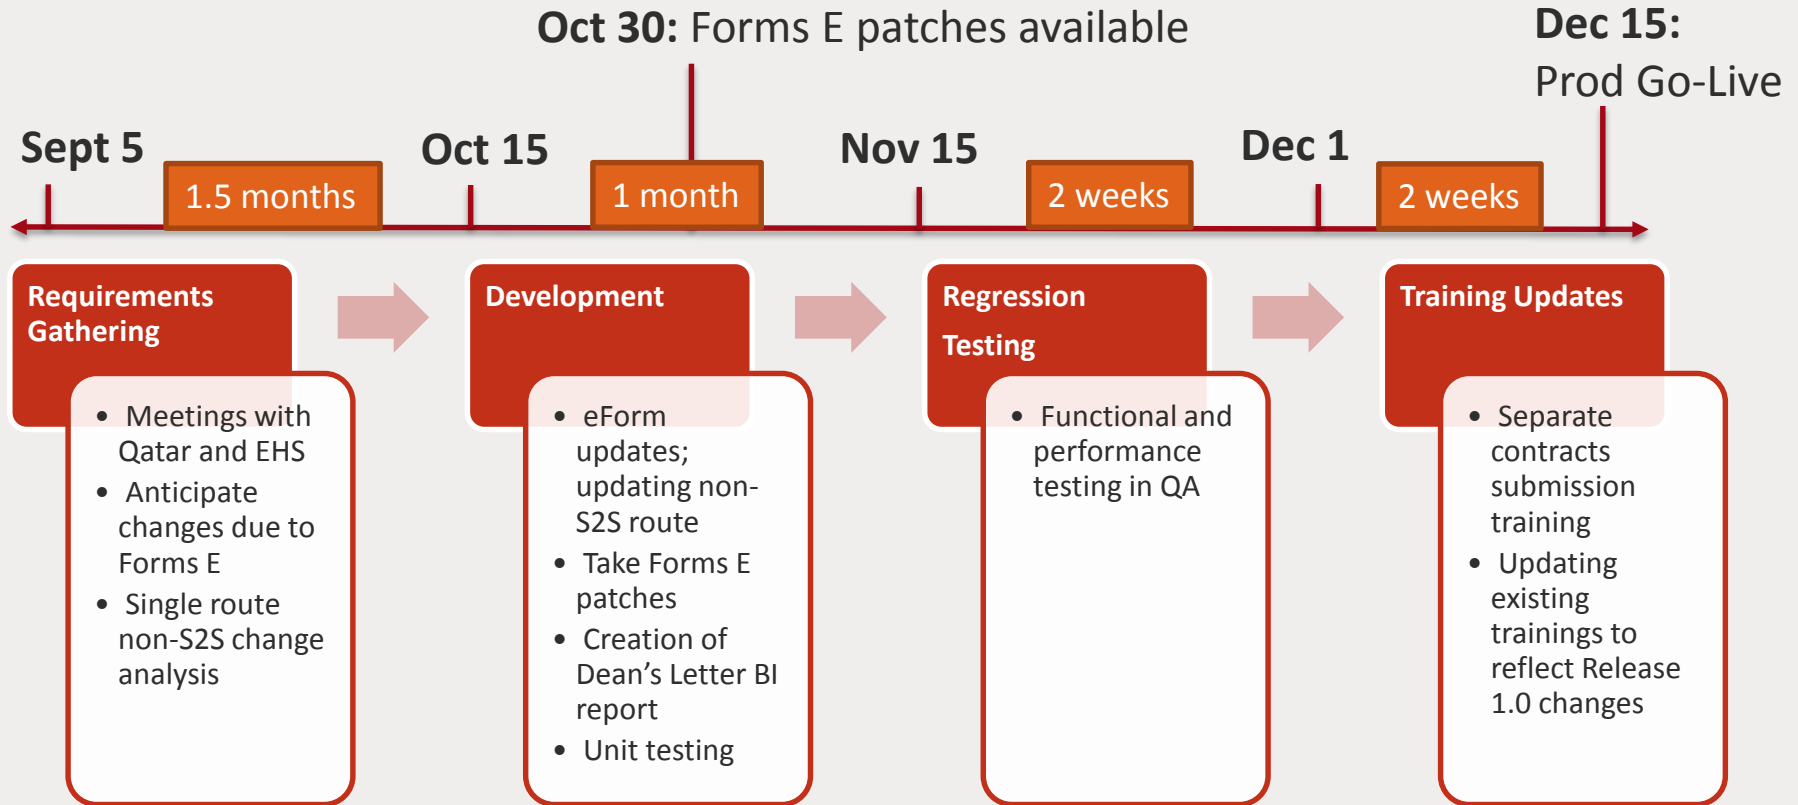 Oct 30: Forms E patches available
Dec 15:
Prod Go-Live
Sept 5
Oct 15
Nov 15
Dec 1
1.5 months
1 month
2 weeks
2 weeks
Requirements
Gathering
• Meetings with
Qatar and EHS
• Anticipate
changes due to
Forms E
• Single route
non-S2S change
analysis
Development
• eForm
updates;
updating non-
S2S route
• Take Forms E
patches
• Creation of
Dean’s Letter BI
report
• Unit testing
Regression
Testing
• Functional and
performance
testing in QA
Training Updates
• Separate
contracts
submission
training
• Updating
existing
trainings to
reflect Release
1.0 changes